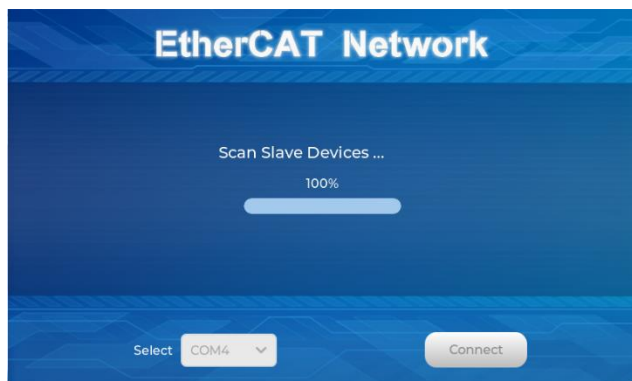 EtherCAT Network
Scan Slave Devices ...
100%
Select COM4 Connect